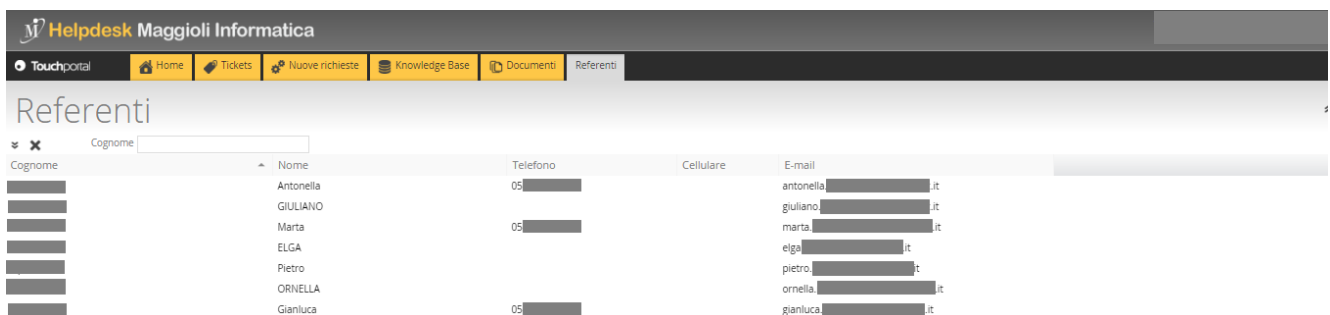 Helpdesk Maggioli Informatica
Touchportal Home Tickets Nuove richieste Knowledge Base Documenti Referenti
Referenti
Cognome
Cognome Nome Telefono Cellulare E-mail
Antonella 05 antonella. .it
GIULIANO giuliano. .it
Marta 05 marta. .it
ELGA elga .it
Pietro pietro. it
ORNELLA ornella. .it
Gianluca 05 gianluca. .it